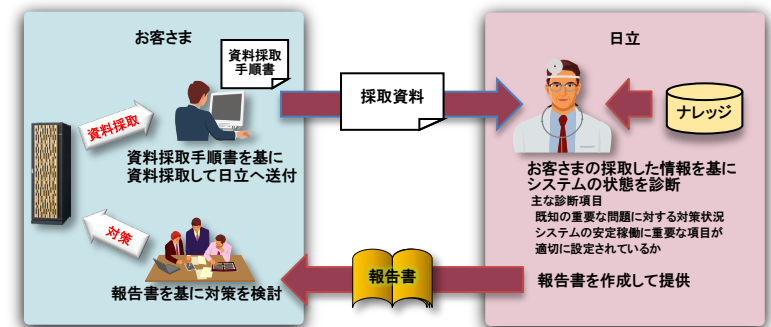 お客さま
資料採取
手順書
資料採取
資料採取手順書を基に
資料採取して日立へ送付
対策
報告書を基に対策を検討
採取資料
報告書
日立
ナレッジ
お客さまの採取した情報を基に
システムの状態を診断
主な診断項目
既知の重要な問題に対する対策状況
システムの安定稼働に重要な項目が
適切に設定されているか
報告書を作成して提供